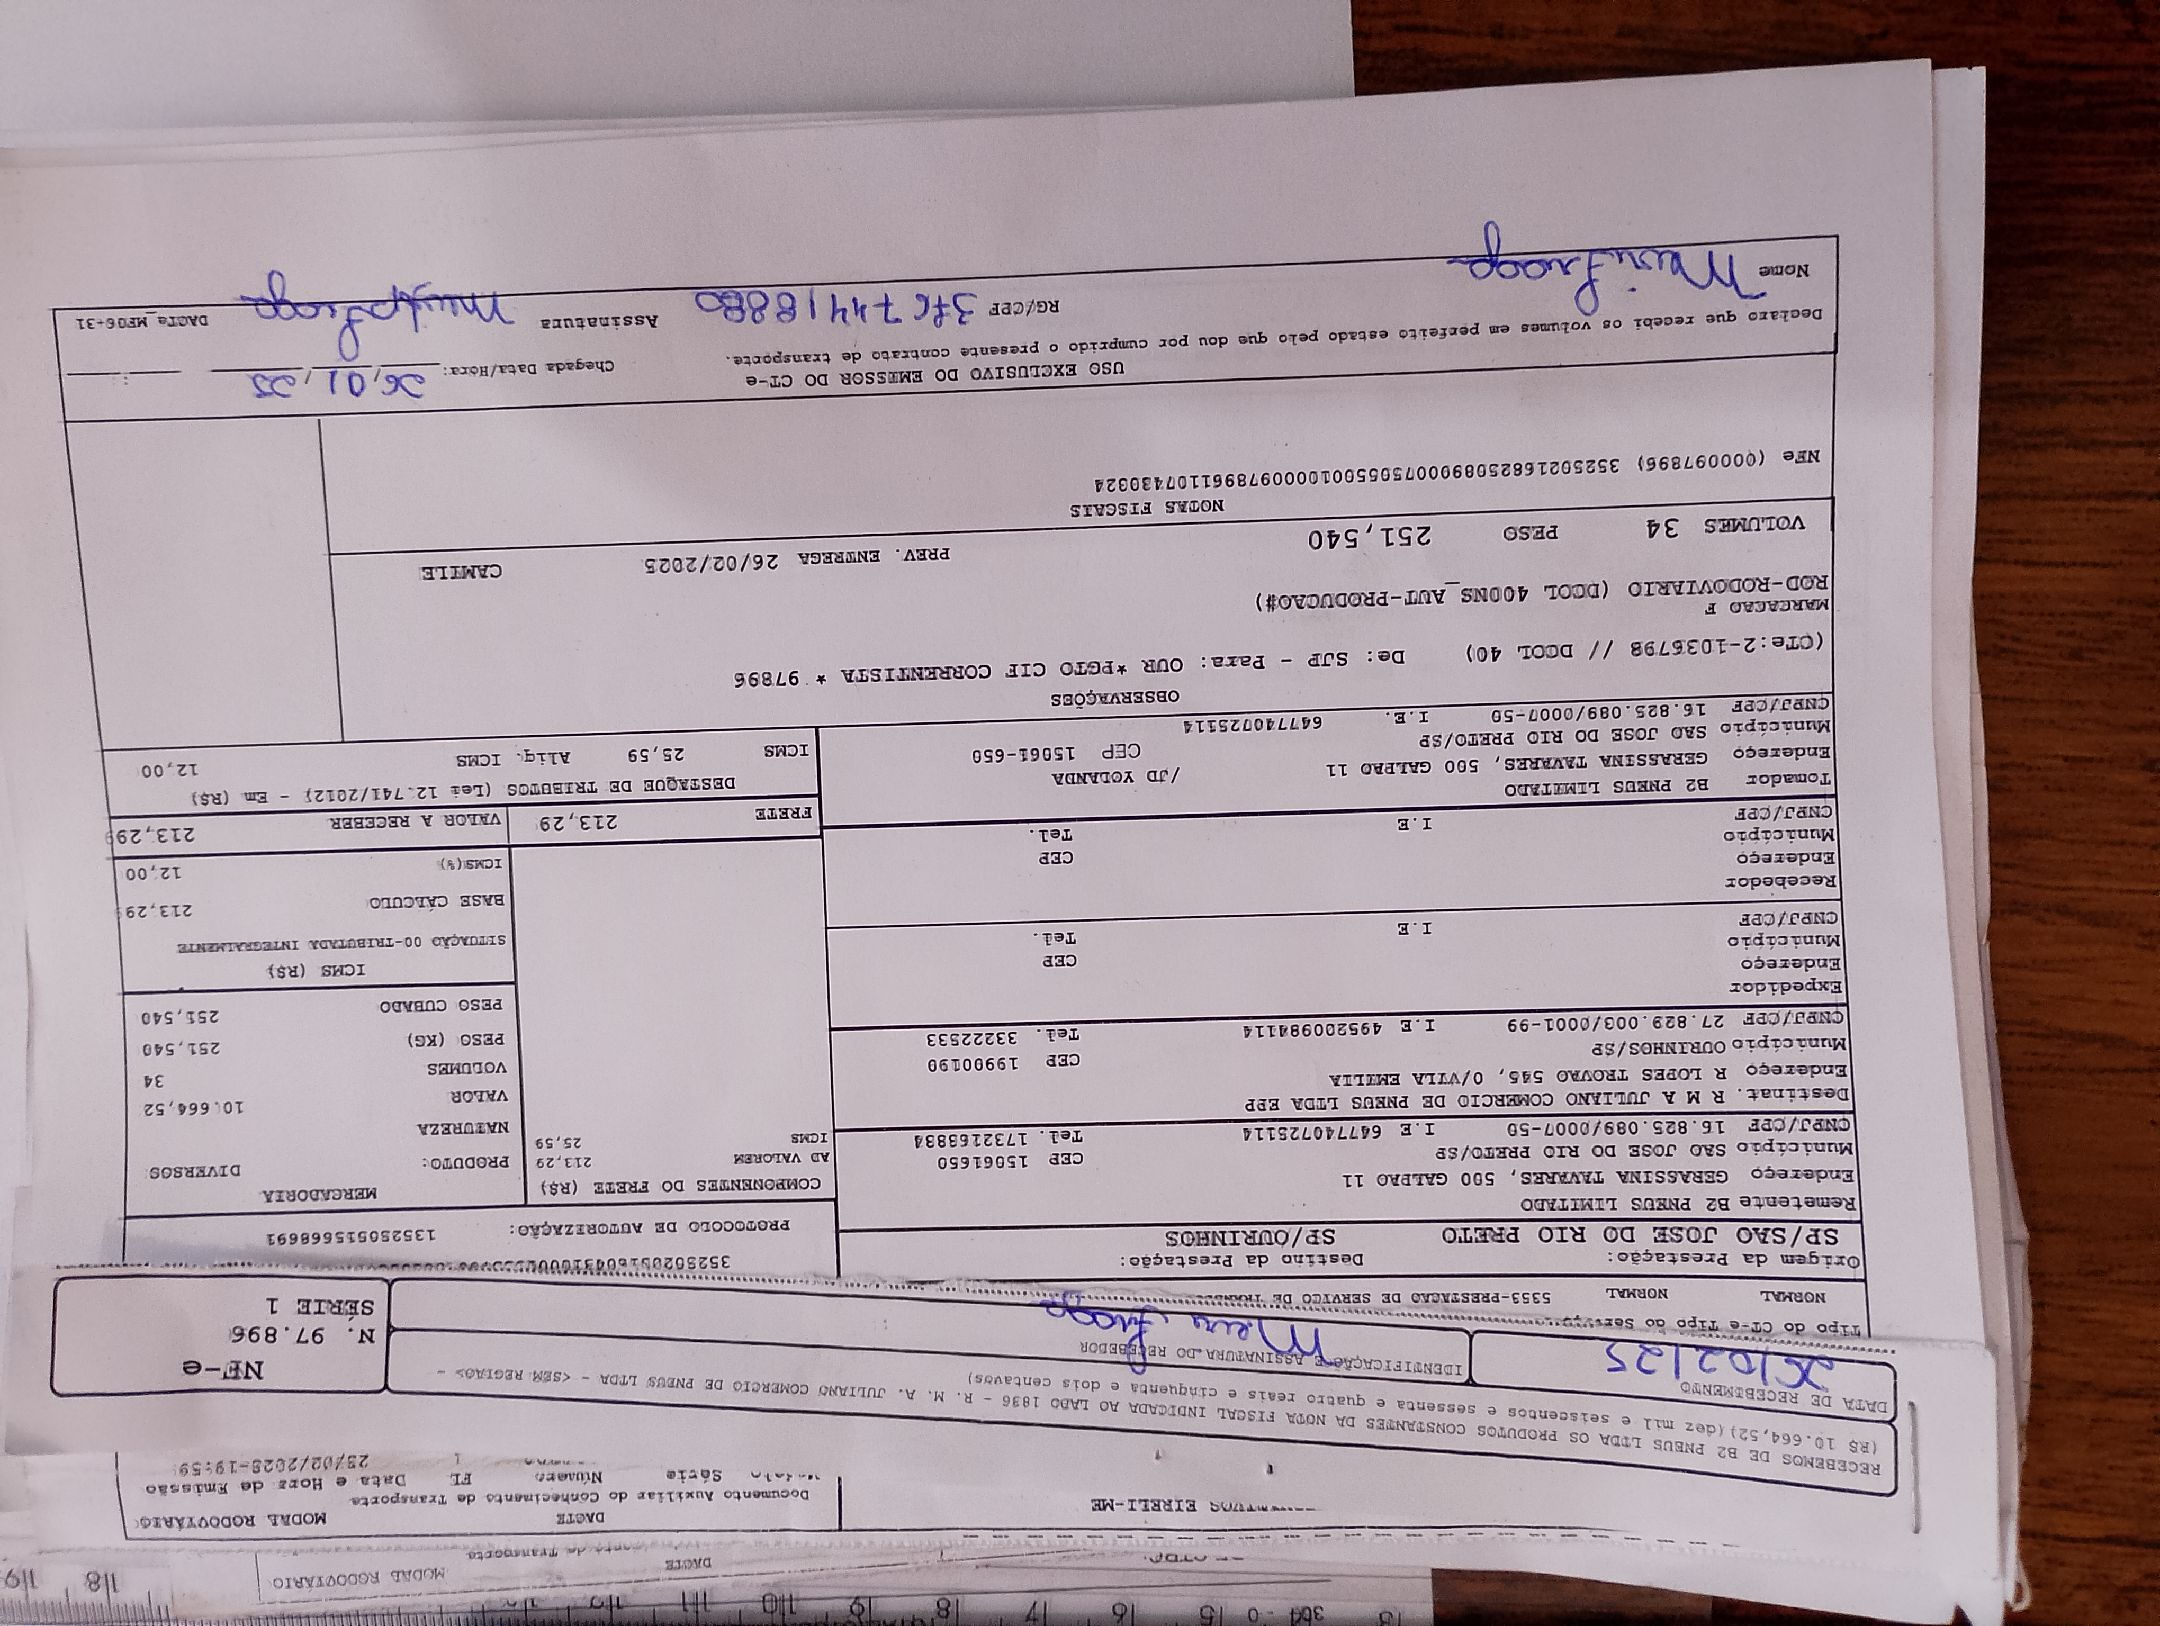 DACTE
MODAL RODOVIÁRIO
EIRELI-ME
DACTE
MODAL RODOVIÁRIO
Documento Auxiliar do Conhecimento de Transporte
Série Número FL Data e Hora de Emissão
RECEBEMOS DE B2 PNEUS LTDA OS PRODUTOS CONSTANTES DA NOTA FISCAL INDICADA AO LADO 1836 - R. M. A. JULIANO COMERCIO DE PNEUS LTDA - <SEM REGIAO> -
(R$ 10.664,52)(dez mil e seiscentos e sessenta e quatro reais e cinquenta e dois centavos)
DATA DE RECEBIMENTO
26/02/25
IDENTIFICAÇÃO E ASSINATURA DO RECEBEDOR
NF-e
N. 97.896
SÉRIE 1
Tipo do CT-e Tipo do Serviço
NORMAL NORMAL 5353-PRESTACAO DE SERVICO DE
Origem da Prestação: Destino da Prestação:
SP/SAO JOSE DO RIO PRETO SP/OURINHOS
PROTOCOLO DE AUTORIZAÇÃO: 135250515668691
Remetente B2 PNEUS LIMITADO
Endereço GERASSINA TAVARES, 500 GALPAO 11
Município SAO JOSE DO RIO PRETO/SP CEP 15061650
CNPJ/CPF 16.825.089/0007-50 I.E 647740725114 Tel. 1732168834
Destinat. R M A JULIANO COMERCIO DE PNEUS LTDA EPP
Endereço R LOPES TROVAO 545, 0/VILA EMILIA
Município OURINHOS/SP CEP 19900190
CNPJ/CPF 27.829.003/0001-99 I.E 495200984114 Tel. 33222533
Expedidor
Endereço
Município CEP
CNPJ/CPF I.E Tel.
Recebedor
Endereço
Município CEP
CNPJ/CPF I.E Tel.
Tomador B2 PNEUS LIMITADO
Endereço GERASSINA TAVARES, 500 GALPAO 11 /JD YOLANDA
Município SAO JOSE DO RIO PRETO/SP CEP 15061-650
CNPJ/CPF 16.825.089/0007-50 I.E. 647740725114
COMPONENTES DO FRETE (R$)
AD VALOREM 213,29
ICMS 25,59
MERCADORIA
PRODUTO: DIVERSOS
NATUREZA
VALOR 10.664,52
VOLUMES 34
PESO (KG) 251,540
PESO CUBADO 251,540
ICMS (R$)
SITUAÇÃO 00-TRIBUTADA INTEGRALMENTE
BASE CÁLCULO 213,29
ICMS(%) 12,00
FRETE 213,29 VALOR A RECEBER 213,29
DESTAQUE DE TRIBUTOS (Lei 12.741/2012) - Em (R$)
ICMS 25,59 Aliq. ICMS 12,00
OBSERVAÇÕES
(CTe:2-1036798 // DCOL 40) De: SJP - Para: OUR *PGTO CIF CORRENTISTA * 97896
MARCACAO F
ROD-RODOVIARIO (DCOL 400NS_AUT-PRODUCAO#)
VOLUMES 34 PESO 251,540 PREV. ENTREGA 26/02/2025 CAMILE
NOTAS FISCAIS
NFe (000097896) 35250216825089000750550010000978961107430324
USO EXCLUSIVO DO EMISSOR DO CT-e
Declaro que recebi os volumes em perfeito estado pelo que dou por cumprido o presente contrato de transporte.
Chegada Data/Hora: 26, 01, 25 :
Nome
RG/CPF Assinatura
DACTe_MF06-31